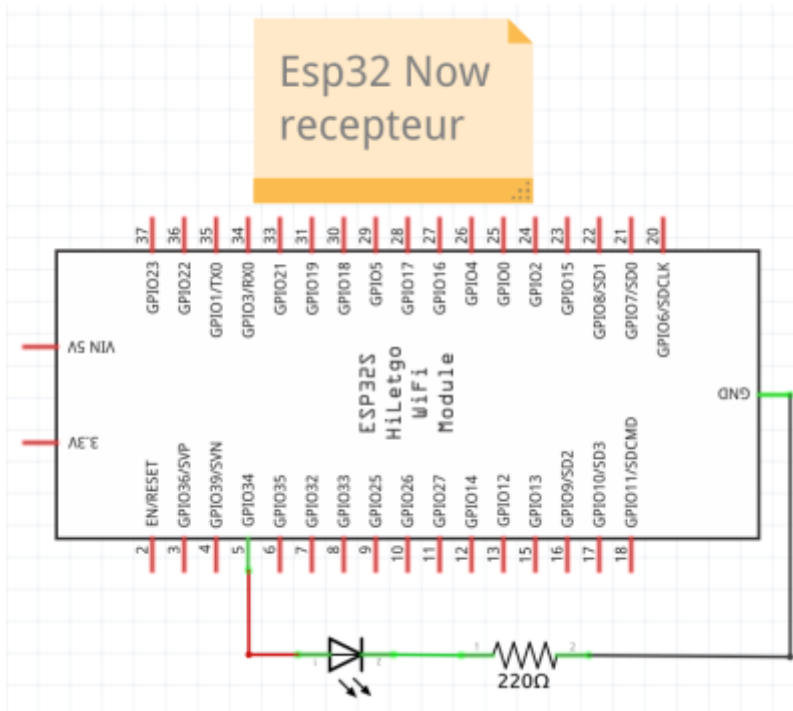 Esp32 Now
recepteur
37
36
35
34
33
31
30
29
28
27
26
25
24
23
22
21
20
GPIO23
GPIO22
GPIO1/TX0
GPIO3/RX0
GPIO21
GPIO19
GPIO18
GPIO5
GPIO17
GPIO16
GPIO4
GPIO0
GPIO2
GPIO15
GPIO8/SD1
GPIO7/SD0
GPIO6/SDCLK
VIN 5V
ESP32S
HiLetgo
WiFi
Module
GND
3.3V
EN/RESET
GPIO36/SVP
GPIO39/SVN
GPIO34
GPIO35
GPIO32
GPIO33
GPIO25
GPIO26
GPIO27
GPIO14
GPIO12
GPIO13
GPIO9/SD2
GPIO10/SD3
GPIO11/SDCMD
2
3
4
5
6
7
8
9
10
11
12
13
15
16
17
18
1
2
1
2
220Ω